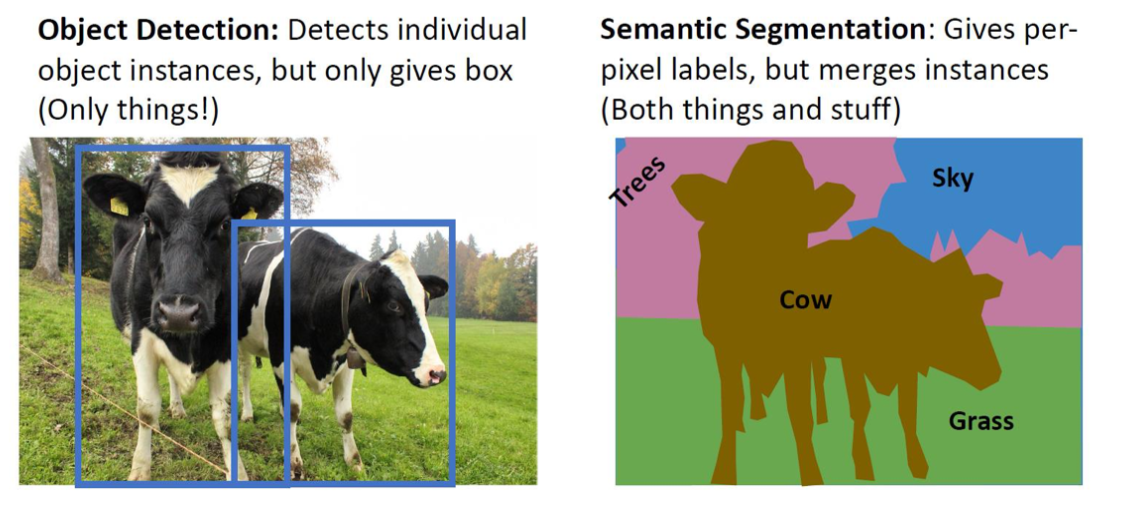 Object Detection: Detects individual
object instances, but only gives box
(Only things!)
Semantic Segmentation: Gives per-
pixel labels, but merges instances
(Both things and stuff)
Trees
Sky
Cow
Grass